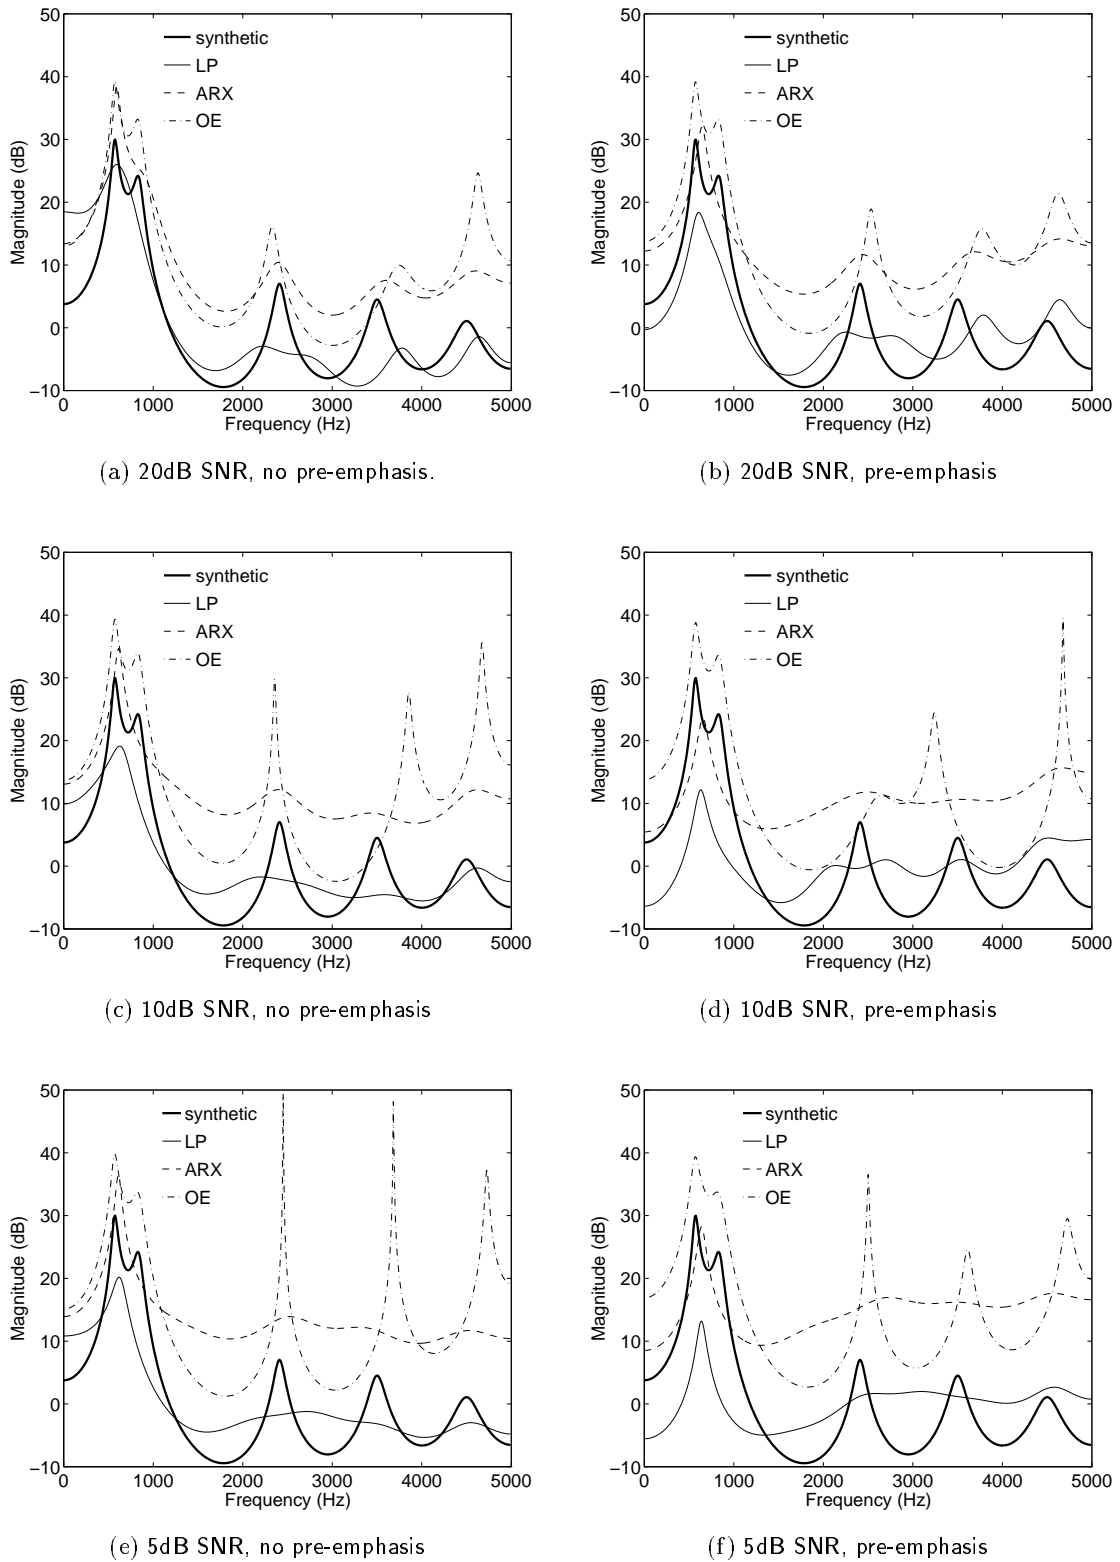 50
40
30
20
10
0
−10
0 1000 2000 3000 4000 5000
Frequency (Hz)
Magnitude (dB)
synthetic
LP
ARX
OE
(a) 20dB SNR, no pre-emphasis.
50
40
30
20
10
0
−10
0 1000 2000 3000 4000 5000
Frequency (Hz)
Magnitude (dB)
synthetic
LP
ARX
OE
(b) 20dB SNR, pre-emphasis
50
40
30
20
10
0
−10
0 1000 2000 3000 4000 5000
Frequency (Hz)
Magnitude (dB)
synthetic
LP
ARX
OE
(c) 10dB SNR, no pre-emphasis
50
40
30
20
10
0
−10
0 1000 2000 3000 4000 5000
Frequency (Hz)
Magnitude (dB)
synthetic
LP
ARX
OE
(d) 10dB SNR, pre-emphasis
50
40
30
20
10
0
−10
0 1000 2000 3000 4000 5000
Frequency (Hz)
Magnitude (dB)
synthetic
LP
ARX
OE
(e) 5dB SNR, no pre-emphasis
50
40
30
20
10
0
−10
0 1000 2000 3000 4000 5000
Frequency (Hz)
Magnitude (dB)
synthetic
LP
ARX
OE
(f) 5dB SNR, pre-emphasis